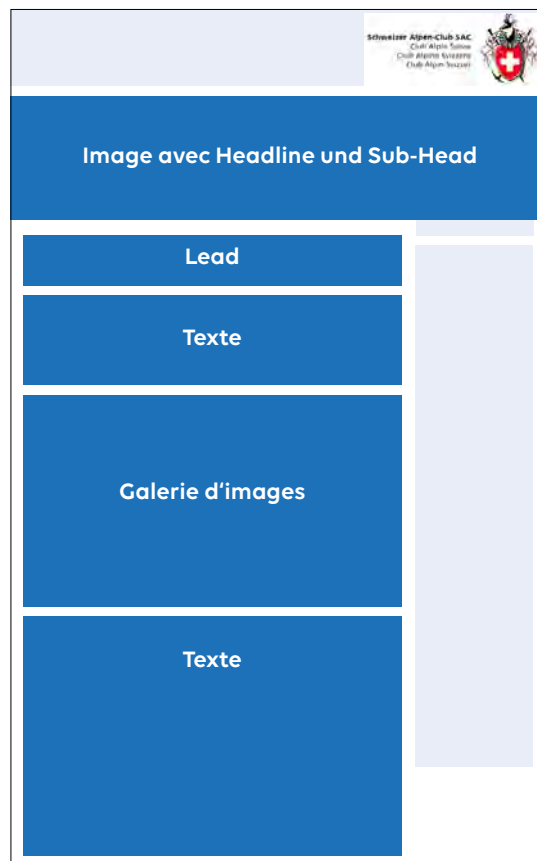 Schweizer Alpen-Club SAC
Club Alpin Suisse
Club Alpino Svizzero
Club Alpin Svizzer
Image avec Headline und Sub-Head
Lead
Texte
Galerie d’images
Texte